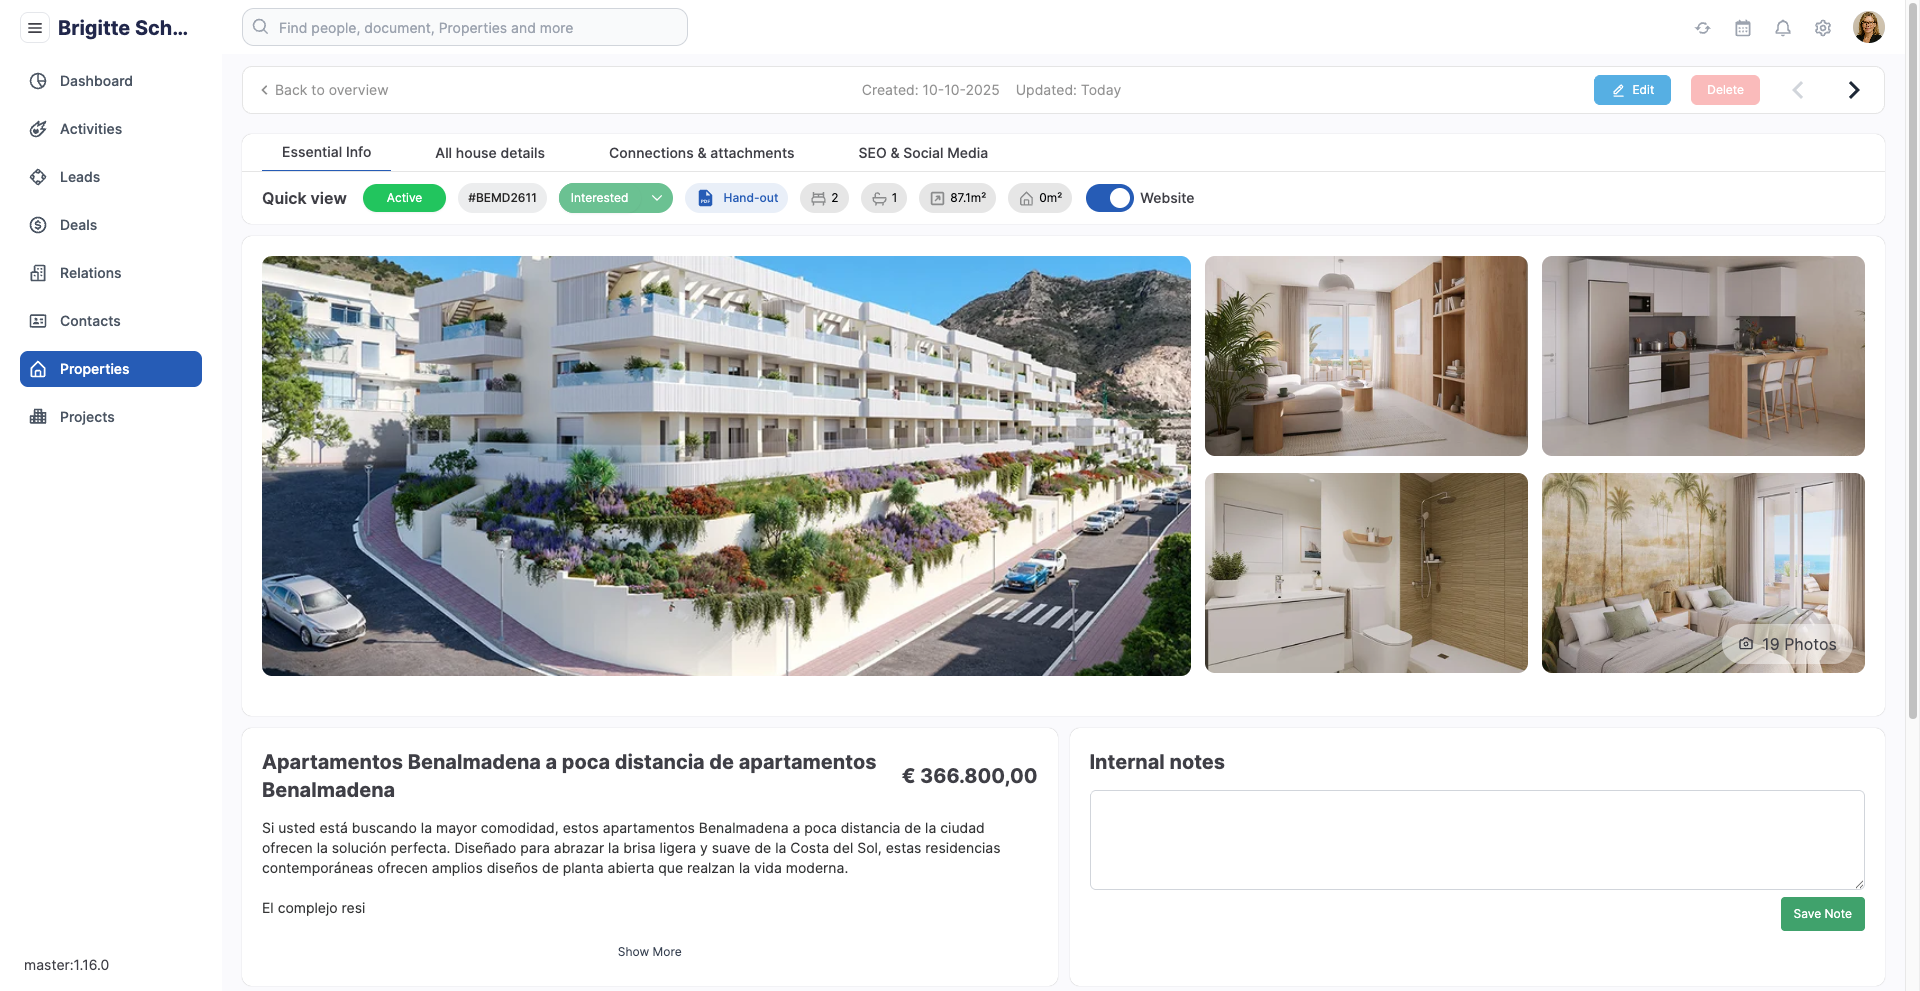 Brigitte Sch...
Find people, document, Properties and more
Dashboard
Activities
Leads
Deals
Relations
Contacts
Properties
Projects
master:1.16.0
Back to overview
Created: 10-10-2025 Updated: Today
Edit
Delete
Essential Info
All house details
Connections & attachments
SEO & Social Media
Quick view
Active
#BEMD2611
Interested
Hand-out
2
1
87.1m²
0m²
Website
19 Photos
Apartamentos Benalmadena a poca distancia de apartamentos
Benalmadena
€ 366.800,00
Si usted está buscando la mayor comodidad, estos apartamentos Benalmadena a poca distancia de la ciudad
ofrecen la solución perfecta. Diseñado para abrazar la brisa ligera y suave de la Costa del Sol, estas residencias
contemporáneas ofrecen amplios diseños de planta abierta que realzan la vida moderna.
El complejo resi
Show More
Internal notes
Save Note